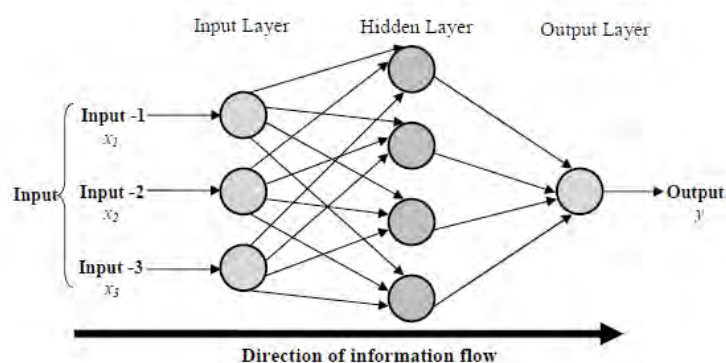 Input Layer
Hidden Layer
Output Layer
Input -1
x1
Input
Input -2
x2
Output
y
Input -3
x3
Direction of information flow